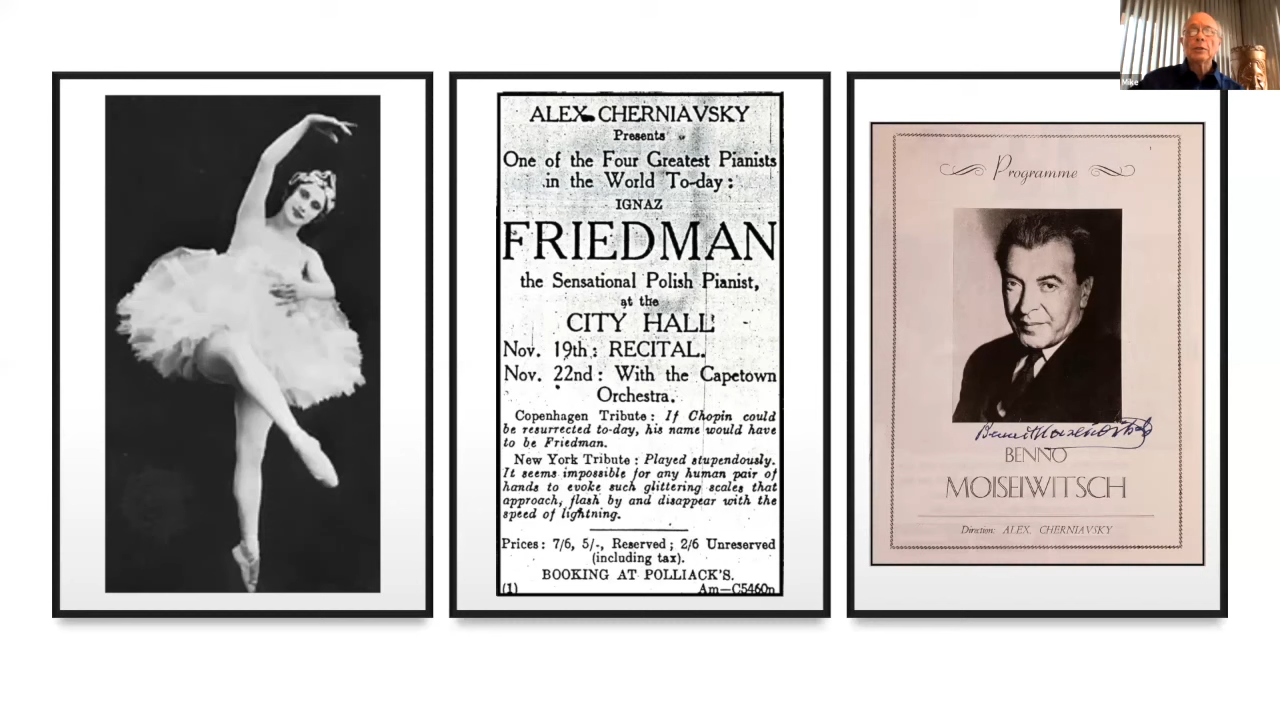 Mike
ALEX CHERNIAVSKY
Presents
One of the Four Greatest Pianists
in the World To-day :
IGNAZ
FRIEDMAN
the Sensational Polish Pianist,
at the
CITY HALL
Nov. 19th : RECITAL.
Nov. 22nd : With the Capetown
Orchestra.
Copenhagen Tribute : If Chopin could
be resurrected to-day, his name would have
to be Friedman.
New York Tribute : Played stupendously.
It seems impossible for any human pair of
hands to evoke such glittering scales that
approach, flash by and disappear with the
speed of lightning.
Prices : 7/6, 5/-, Reserved ; 2/6 Unreserved
(including tax).
BOOKING AT POLLIACK'S.
(1) Am—C5460n
Programme
Benno Moiseiwitsch
BENNO
MOISEIWITSCH
Direction: ALEX. CHERNIAVSKY